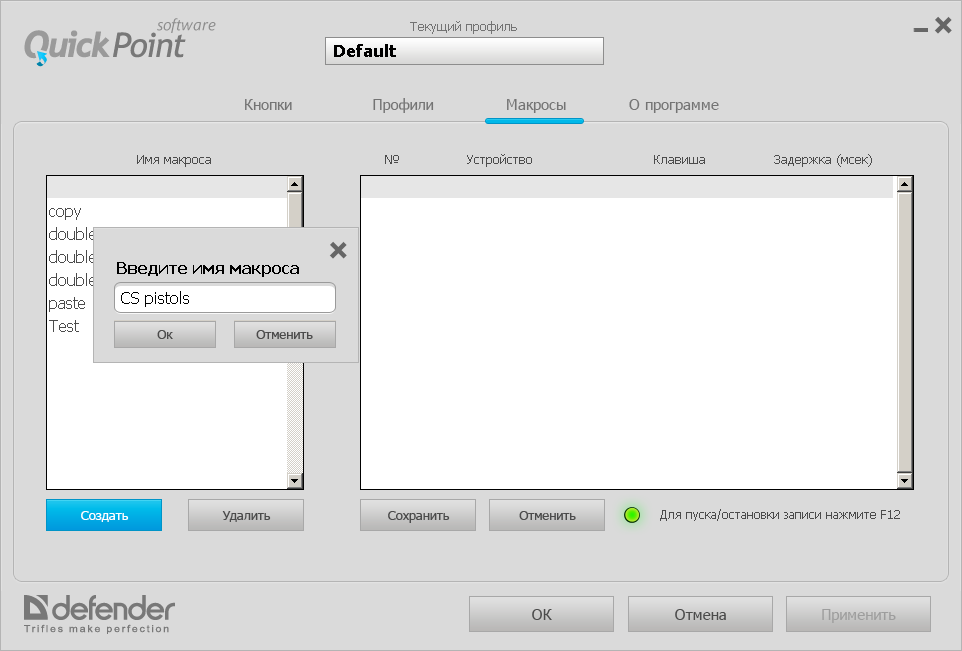 software
QuickPoint
Текущий профиль
Default
Кнопки
Профили
Макросы
О программе
Имя макроса
№
Устройство
Клавиша
Задержка (мсек)
copy
double
double
double
paste
Test
Введите имя макроса
CS pistols
Ок
Отменить
Создать
Удалить
Сохранить
Отменить
Для пуска/остановки записи нажмите F12
defender
Trifles make perfection
OK
Отмена
Применить